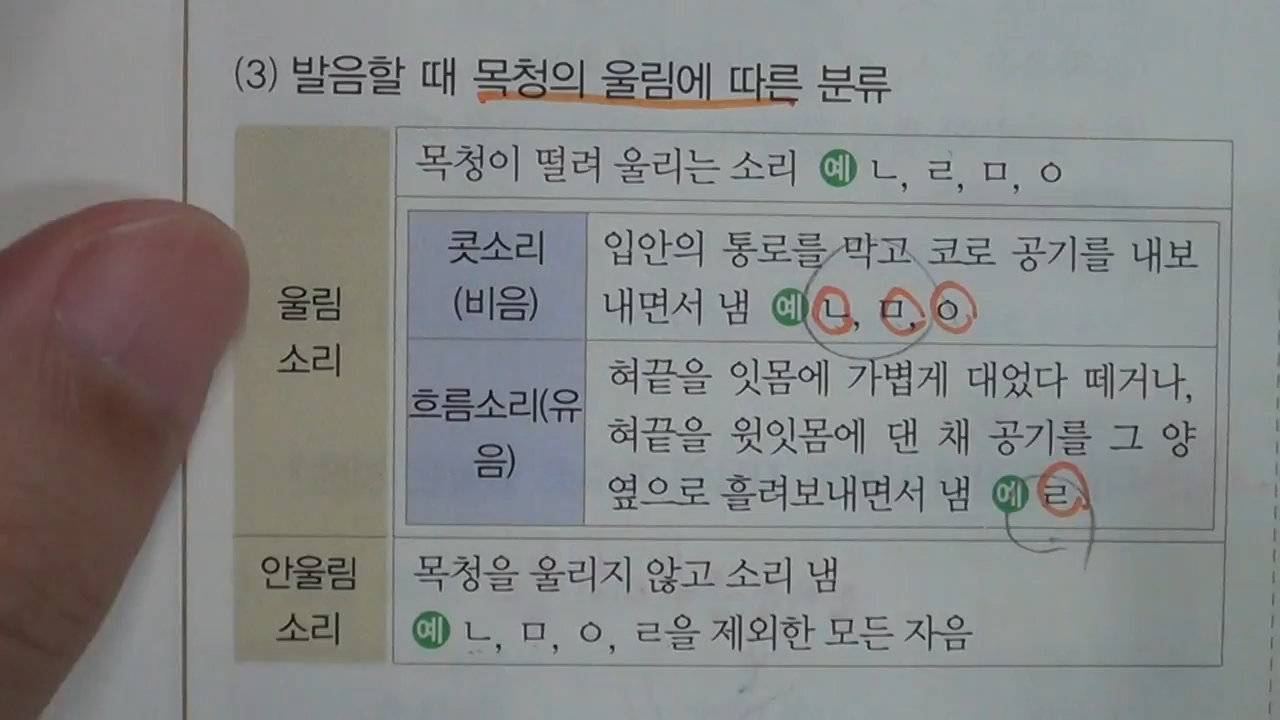 (3) 발음할 때 목청의 울림에 따른 분류
울림
소리
목청이 떨려 울리는 소리 예 ㄴ, ㄹ, ㅁ, ㅇ
콧소리
(비음)
입안의 통로를 막고 코로 공기를 내보
내면서 냄 예 ㄴ, ㅁ, ㅇ
흐름소리(유
음)
혀끝을 잇몸에 가볍게 대었다 떼거나,
혀끝을 윗잇몸에 댄 채 공기를 그 양
옆으로 흘려보내면서 냄 예 ㄹ
안울림
소리
목청을 울리지 않고 소리 냄
예 ㄴ, ㅁ, ㅇ, ㄹ을 제외한 모든 자음